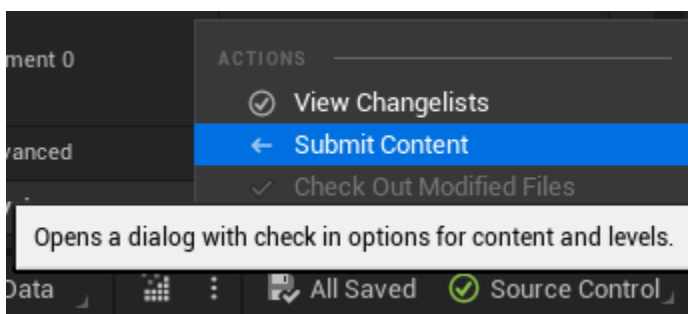 ment 0
ACTIONS
View Changelists
vanced
Submit Content
Check Out Modified Files
Opens a dialog with check in options for content and levels.
Data
All Saved
Source Control